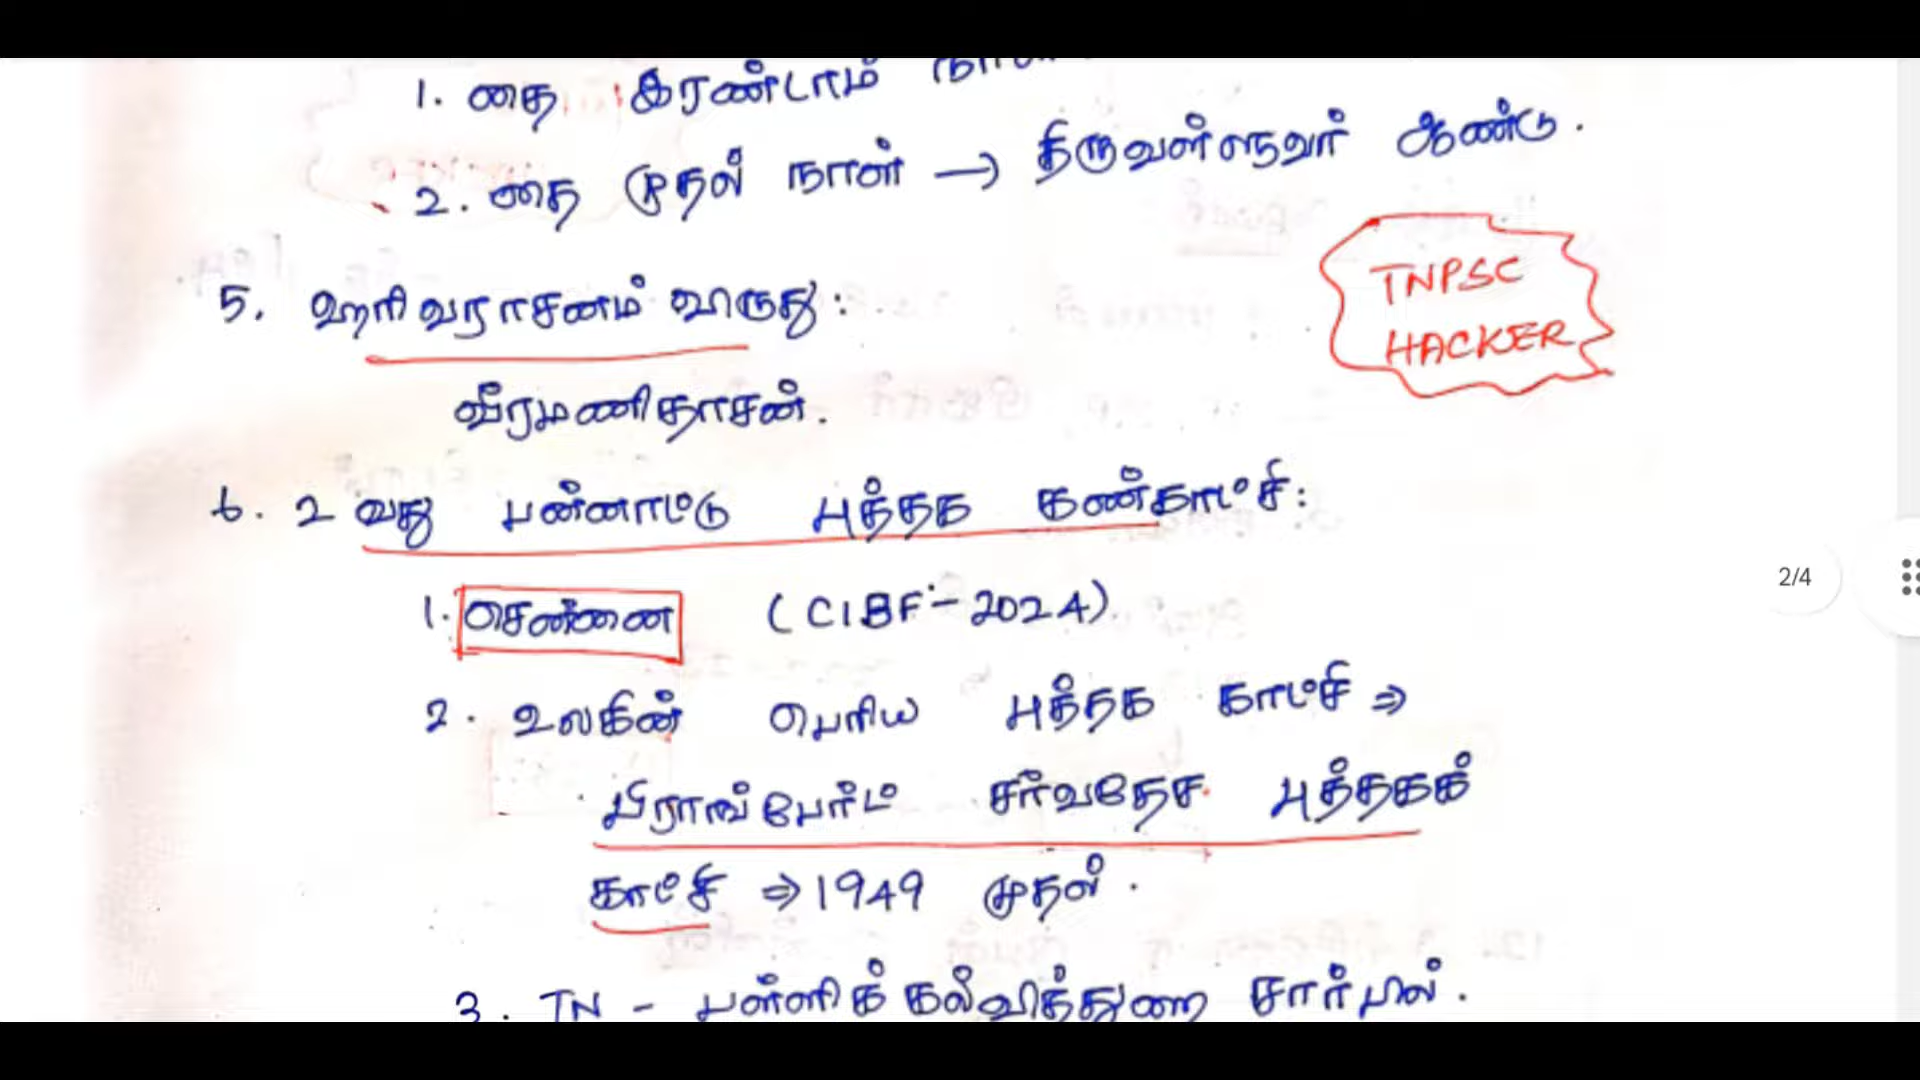 1. தை இரண்டாம்
2. தை முதல் நாள் → திருவள்ளுவர் ஆண்டு.
5. ஹரிவராசனம் விருது:
TNPSC
HACKER
வீரமணிதாசன்.
6. 2 வது பன்னாட்டு புத்தக கண்காட்சி:
1. சென்னை (CIBF - 2024).
2. உலகின் பெரிய புத்தக காட்சி ⇒
பிராங்பேர்ட் சர்வதேச புத்தகக்
காட்சி ⇒ 1949 முதல்.
2/4
3. TN - பள்ளிக் கல்வித்துறை சார்பில்.